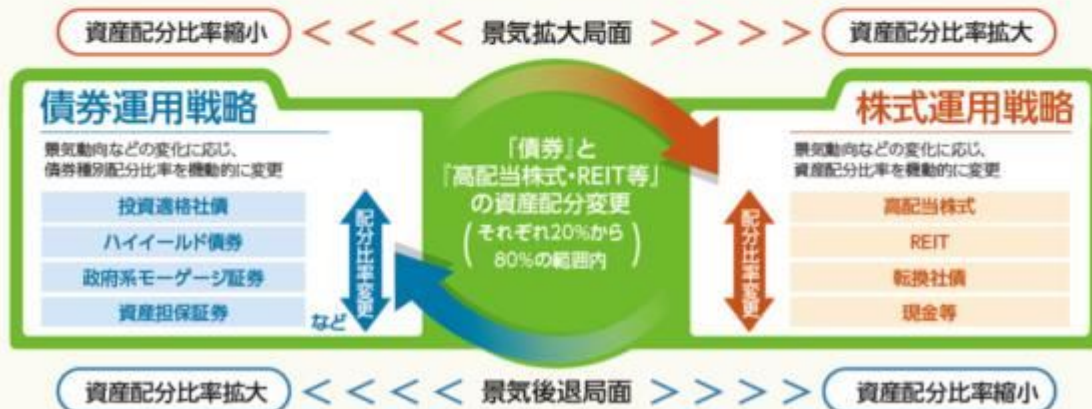 資産配分比率縮小 <<<<< 景気拡大局面 >>>>> 資産配分比率拡大
債券運用戦略
景気動向などの変化に応じ、
債券種別配分比率を機動的に変更
投資適格社債
ハイイールド債券
政府系モーゲージ証券
資産担保証券
など
配分比率変更
『債券』と
『高配当株式・REIT等』
の資産配分変更
(それぞれ20%から
80%の範囲内)
株式運用戦略
景気動向などの変化に応じ、
資産配分比率を機動的に変更
配分比率変更
高配当株式
REIT
転換社債
現金等
資産配分比率拡大 <<<<< 景気後退局面 >>>>> 資産配分比率縮小